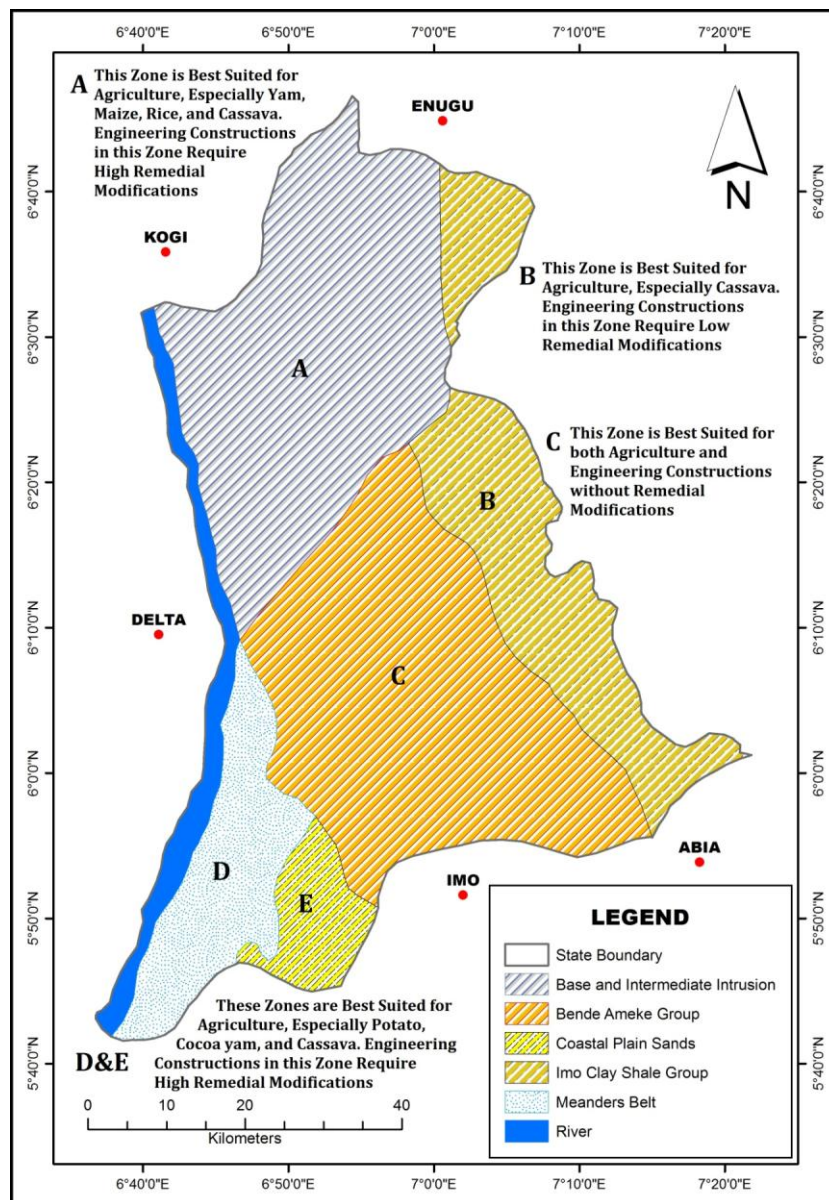 6°40'0"E 6°50'0"E 7°0'0"E 7°10'0"E 7°20'0"E
A
This Zone is Best Suited for
Agriculture, Especially Yam,
Maize, Rice, and Cassava.
Engineering Constructions
in this Zone Require
High Remedial
Modifications
ENUGU
N
6°40'0"N 6°40'0"N
KOGI
B
This Zone is Best Suited for
Agriculture, Especially Cassava.
Engineering Constructions
in this Zone Require Low
Remedial Modifications
6°30'0"N 6°30'0"N
A
C
This Zone is Best Suited for
both Agriculture and
Engineering Constructions
without Remedial
Modifications
6°20'0"N 6°20'0"N
B
DELTA
6°10'0"N 6°10'0"N
C
6°0'0"N 6°0'0"N
D
E
IMO
ABIA
5°50'0"N 5°50'0"N
These Zones are Best Suited for
Agriculture, Especially Potato,
Cocoa yam, and Cassava. Engineering
Constructions in this Zone Require
High Remedial Modifications
D&E
5°40'0"N 5°40'0"N
0 10 20 40
Kilometers
LEGEND
State Boundary
Base and Intermediate Intrusion
Bende Ameke Group
Coastal Plain Sands
Imo Clay Shale Group
Meanders Belt
River
6°40'0"E 6°50'0"E 7°0'0"E 7°10'0"E 7°20'0"E